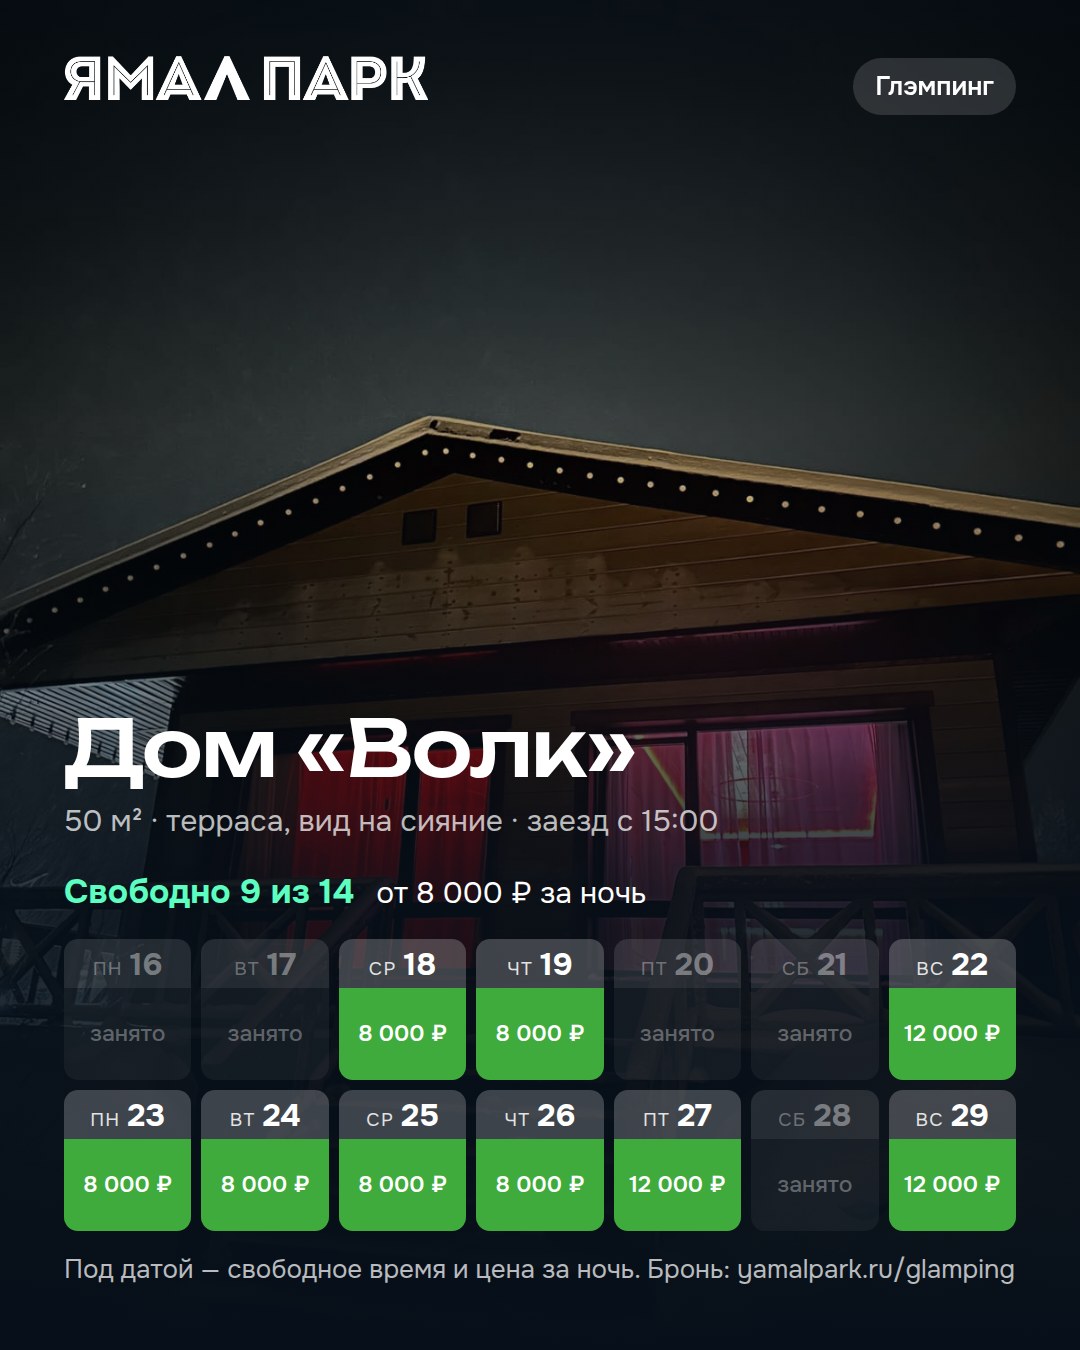 ЯМАЛ ПАРК
Глэмпинг
Дом «Волк»
50 м² · терраса, вид на сияние · заезд с 15:00
Свободно 9 из 14 от 8 000 ₽ за ночь
ПН 16 ВТ 17 СР 18 ЧТ 19 ПТ 20 СБ 21 ВС 22
занято занято 8 000 ₽ 8 000 ₽ занято занято 12 000 ₽
ПН 23 ВТ 24 СР 25 ЧТ 26 ПТ 27 СБ 28 ВС 29
8 000 ₽ 8 000 ₽ 8 000 ₽ 8 000 ₽ 12 000 ₽ занято 12 000 ₽
Под датой — свободное время и цена за ночь. Бронь: yamalpark.ru/glamping